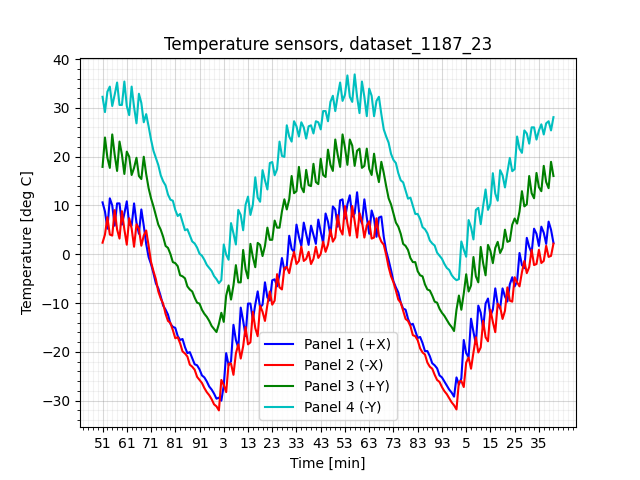 Temperature sensors, dataset_1187_23
Temperature [deg C]
40
30
20
10
0
−10
−20
−30
Panel 1 (+X)
Panel 2 (-X)
Panel 3 (+Y)
Panel 4 (-Y)
51 61 71 81 91 3 13 23 33 43 53 63 73 83 93 5 15 25 35
Time [min]